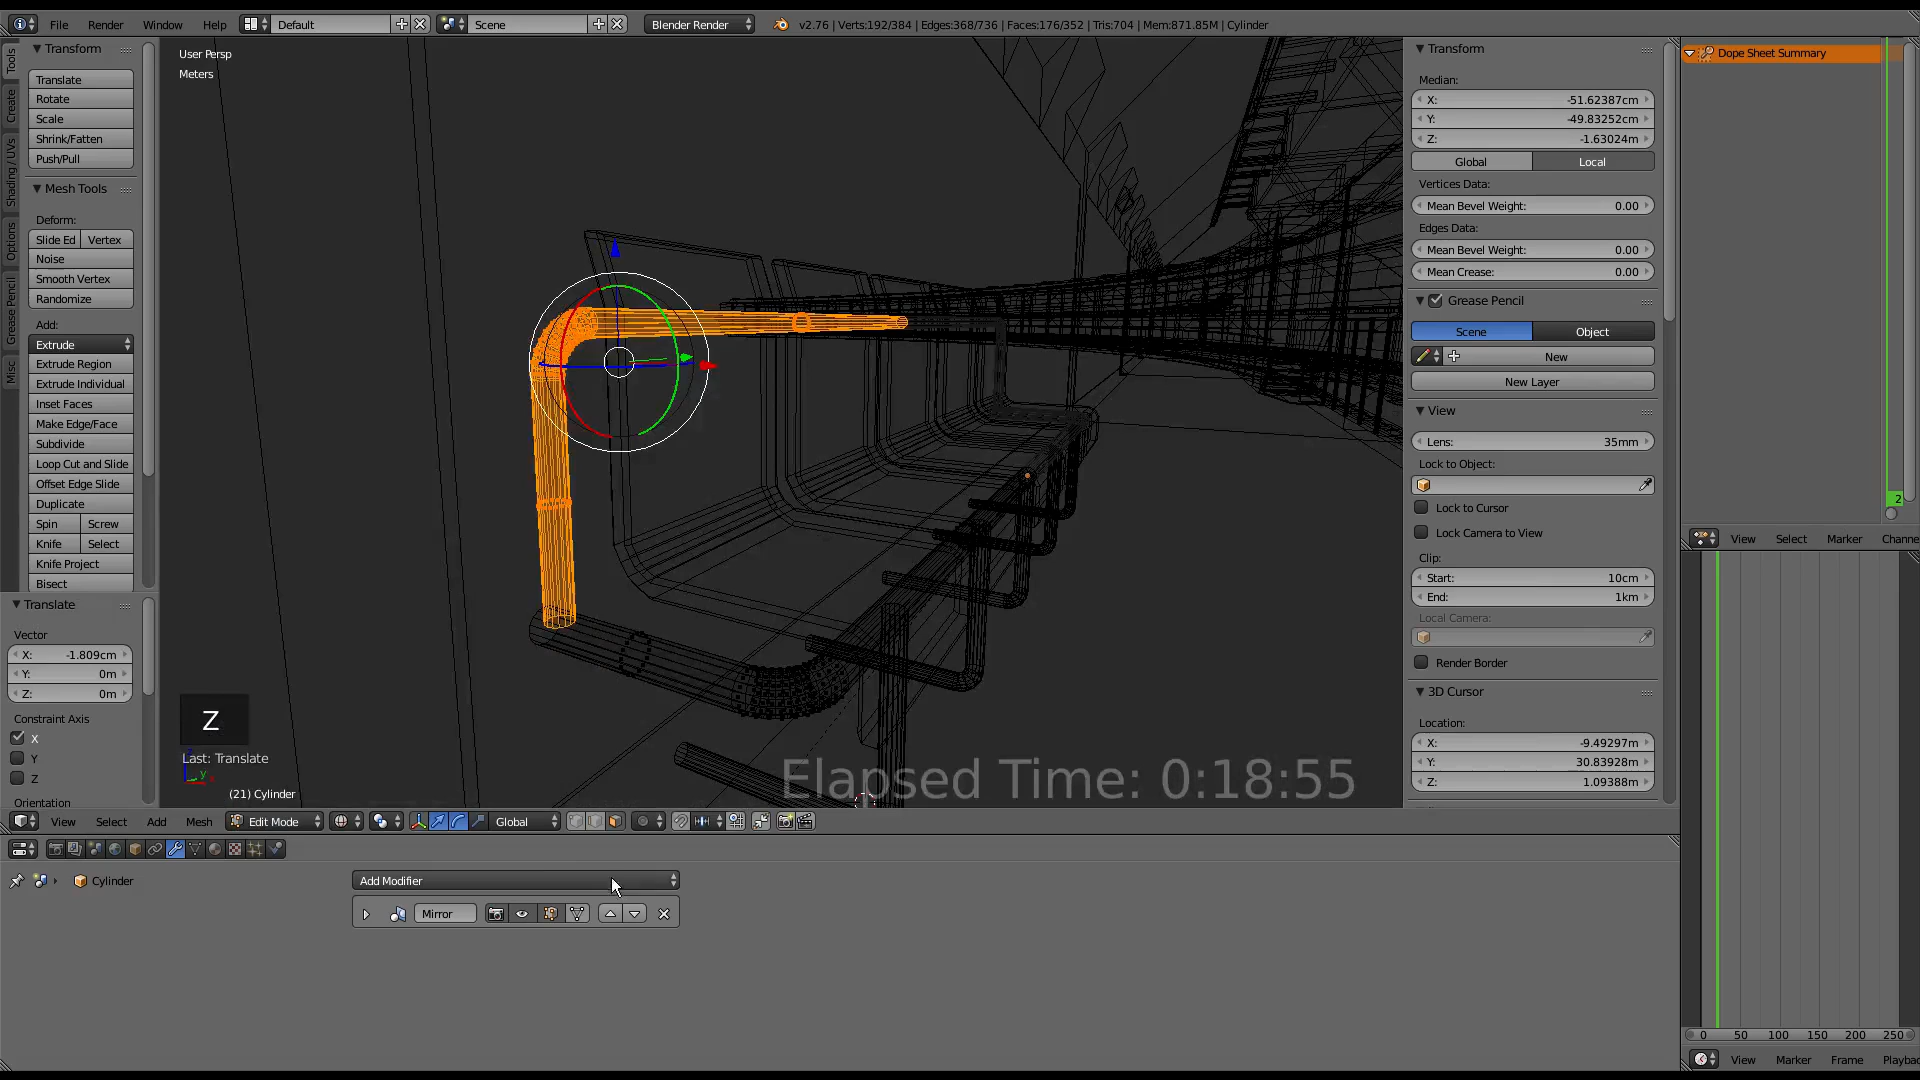 File Render Window Help Default Scene Blender Render v2.76 | Verts:192/384 | Edges:368/736 | Faces:176/352 | Tris:704 | Mem:871.85M | Cylinder
Tools
Create
Shading / UVs
Options
Grease Pencil
Misc
Transform
Translate
Rotate
Scale
Shrink/Fatten
Push/Pull
Mesh Tools
Deform:
Slide Ed Vertex
Noise
Smooth Vertex
Randomize
Add:
Extrude
Extrude Region
Extrude Individual
Inset Faces
Make Edge/Face
Subdivide
Loop Cut and Slide
Offset Edge Slide
Duplicate
Spin Screw
Knife Select
Knife Project
Bisect
Translate
Vector
X: -1.809cm
Y: 0m
Z: 0m
Constraint Axis
X
Y
Z
Orientation
User Persp
Meters
Z
Last: Translate
y
(21) Cylinder
Elapsed Time: 0:18:55
Transform
Median:
X: -51.62387cm
Y: -49.83252cm
Z: -1.63024m
Global Local
Vertices Data:
Mean Bevel Weight: 0.00
Edges Data:
Mean Bevel Weight: 0.00
Mean Crease: 0.00
Grease Pencil
Scene Object
New
New Layer
View
Lens: 35mm
Lock to Object:
Lock to Cursor
Lock Camera to View
Clip:
Start: 10cm
End: 1km
Local Camera:
Render Border
3D Cursor
Location:
X: -9.49297m
Y: 30.83928m
Z: 1.09388m
Dope Sheet Summary
2
View Select Marker Channe
0 50 100 150 200 250
View Marker Frame Playbac
View Select Add Mesh Edit Mode Global
Cylinder
Add Modifier
Mirror